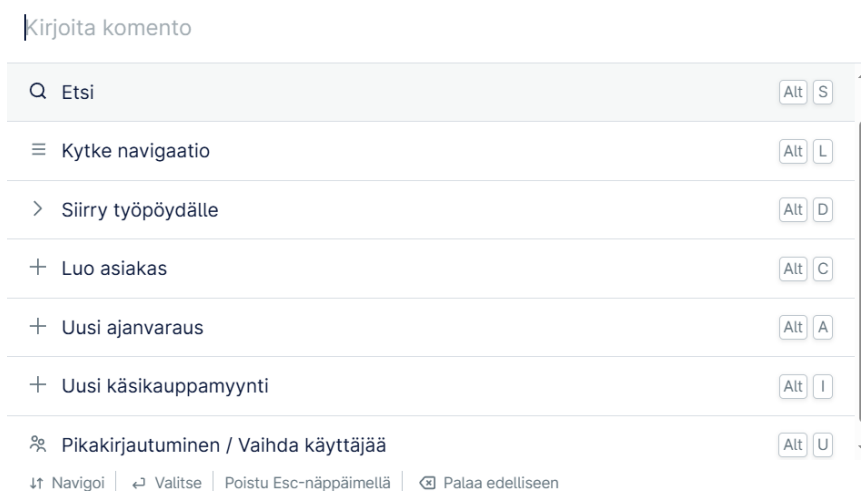 Kirjoita komento
Etsi Alt S
Kytke navigaatio Alt L
Siirry työpöydälle Alt D
Luo asiakas Alt C
Uusi ajanvaraus Alt A
Uusi käsikauppamyynti Alt I
Pikakirjautuminen / Vaihda käyttäjää Alt U
Navigoi Valitse Poistu Esc-näppäimellä Palaa edelliseen